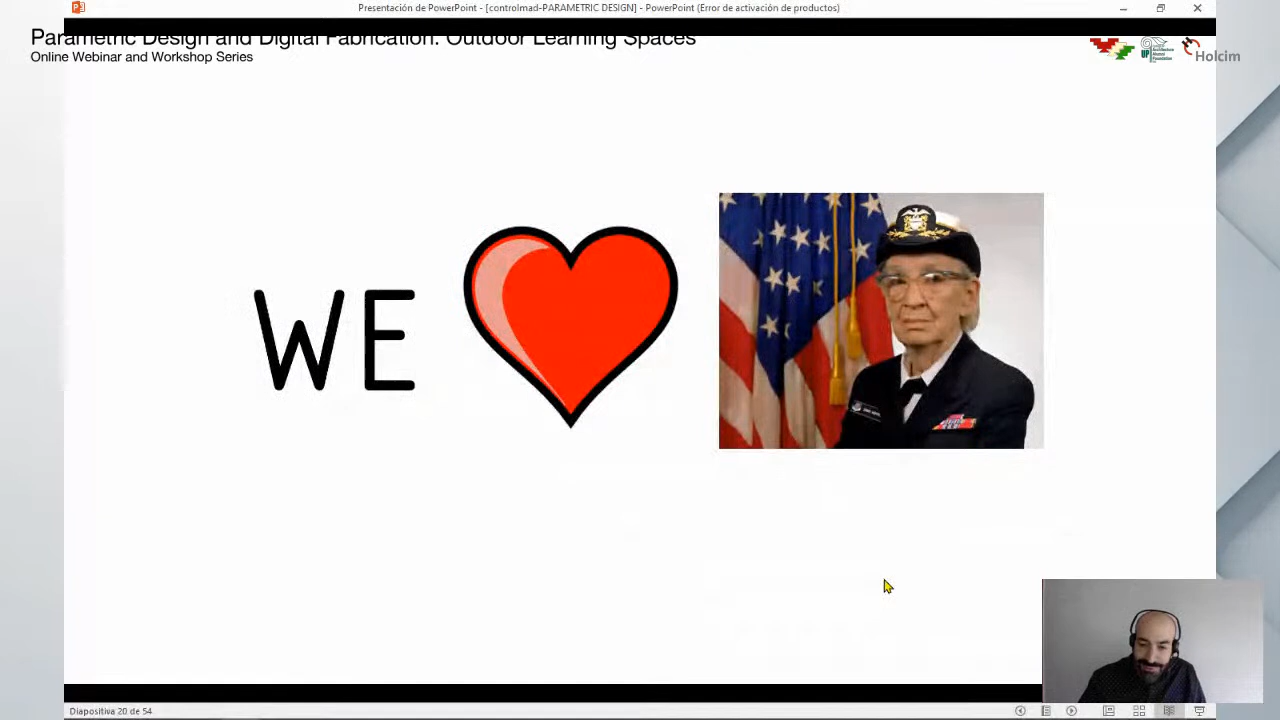 Presentación de PowerPoint - [controlmad-PARAMETRIC DESIGN] - PowerPoint (Error de activación de productos)
Parametric Design and Digital Fabrication: Outdoor Learning Spaces
Online Webinar and Workshop Series
UP
Holcim
WE
Diapositiva 20 de 54